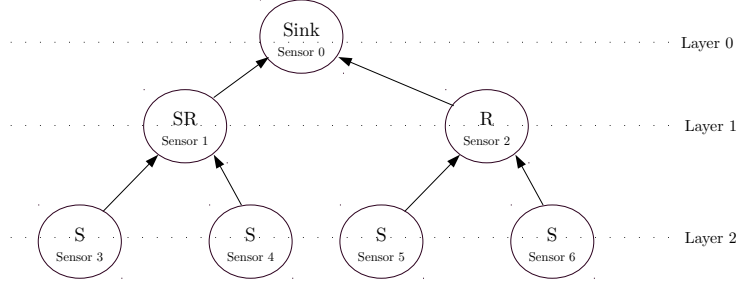 Sink
Sensor 0
Layer 0
SR
Sensor 1
R
Sensor 2
Layer 1
S
Sensor 3
S
Sensor 4
S
Sensor 5
S
Sensor 6
Layer 2